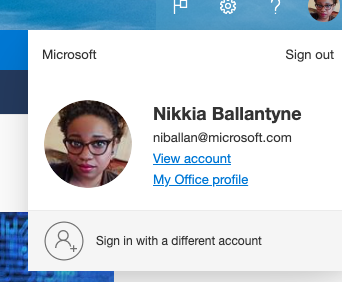 Microsoft
Sign out
Nikkia Ballantyne
niballan@microsoft.com
View account
My Office profile
Sign in with a different account